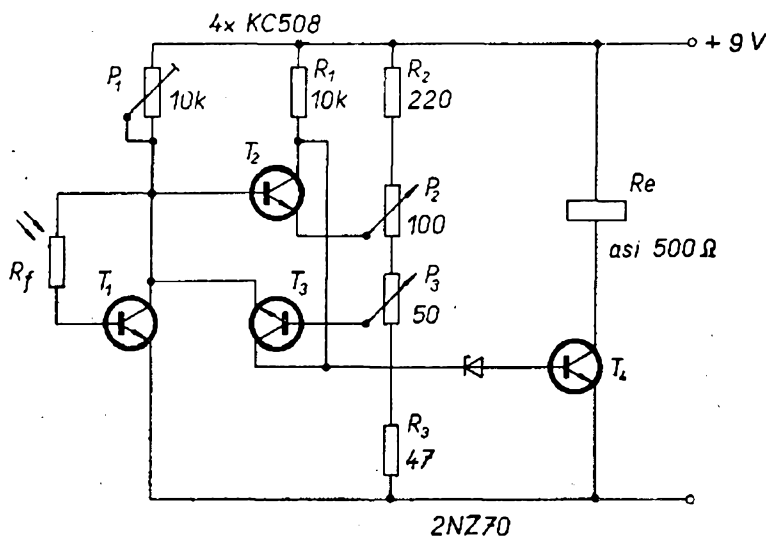 4x KC508
+ 9 V
P1
10k
R1
10k
R2
220
T2
P2
100
Re
asi 500 Ω
Rf
T1
T3
P3
50
T4
R3
47
2NZ70